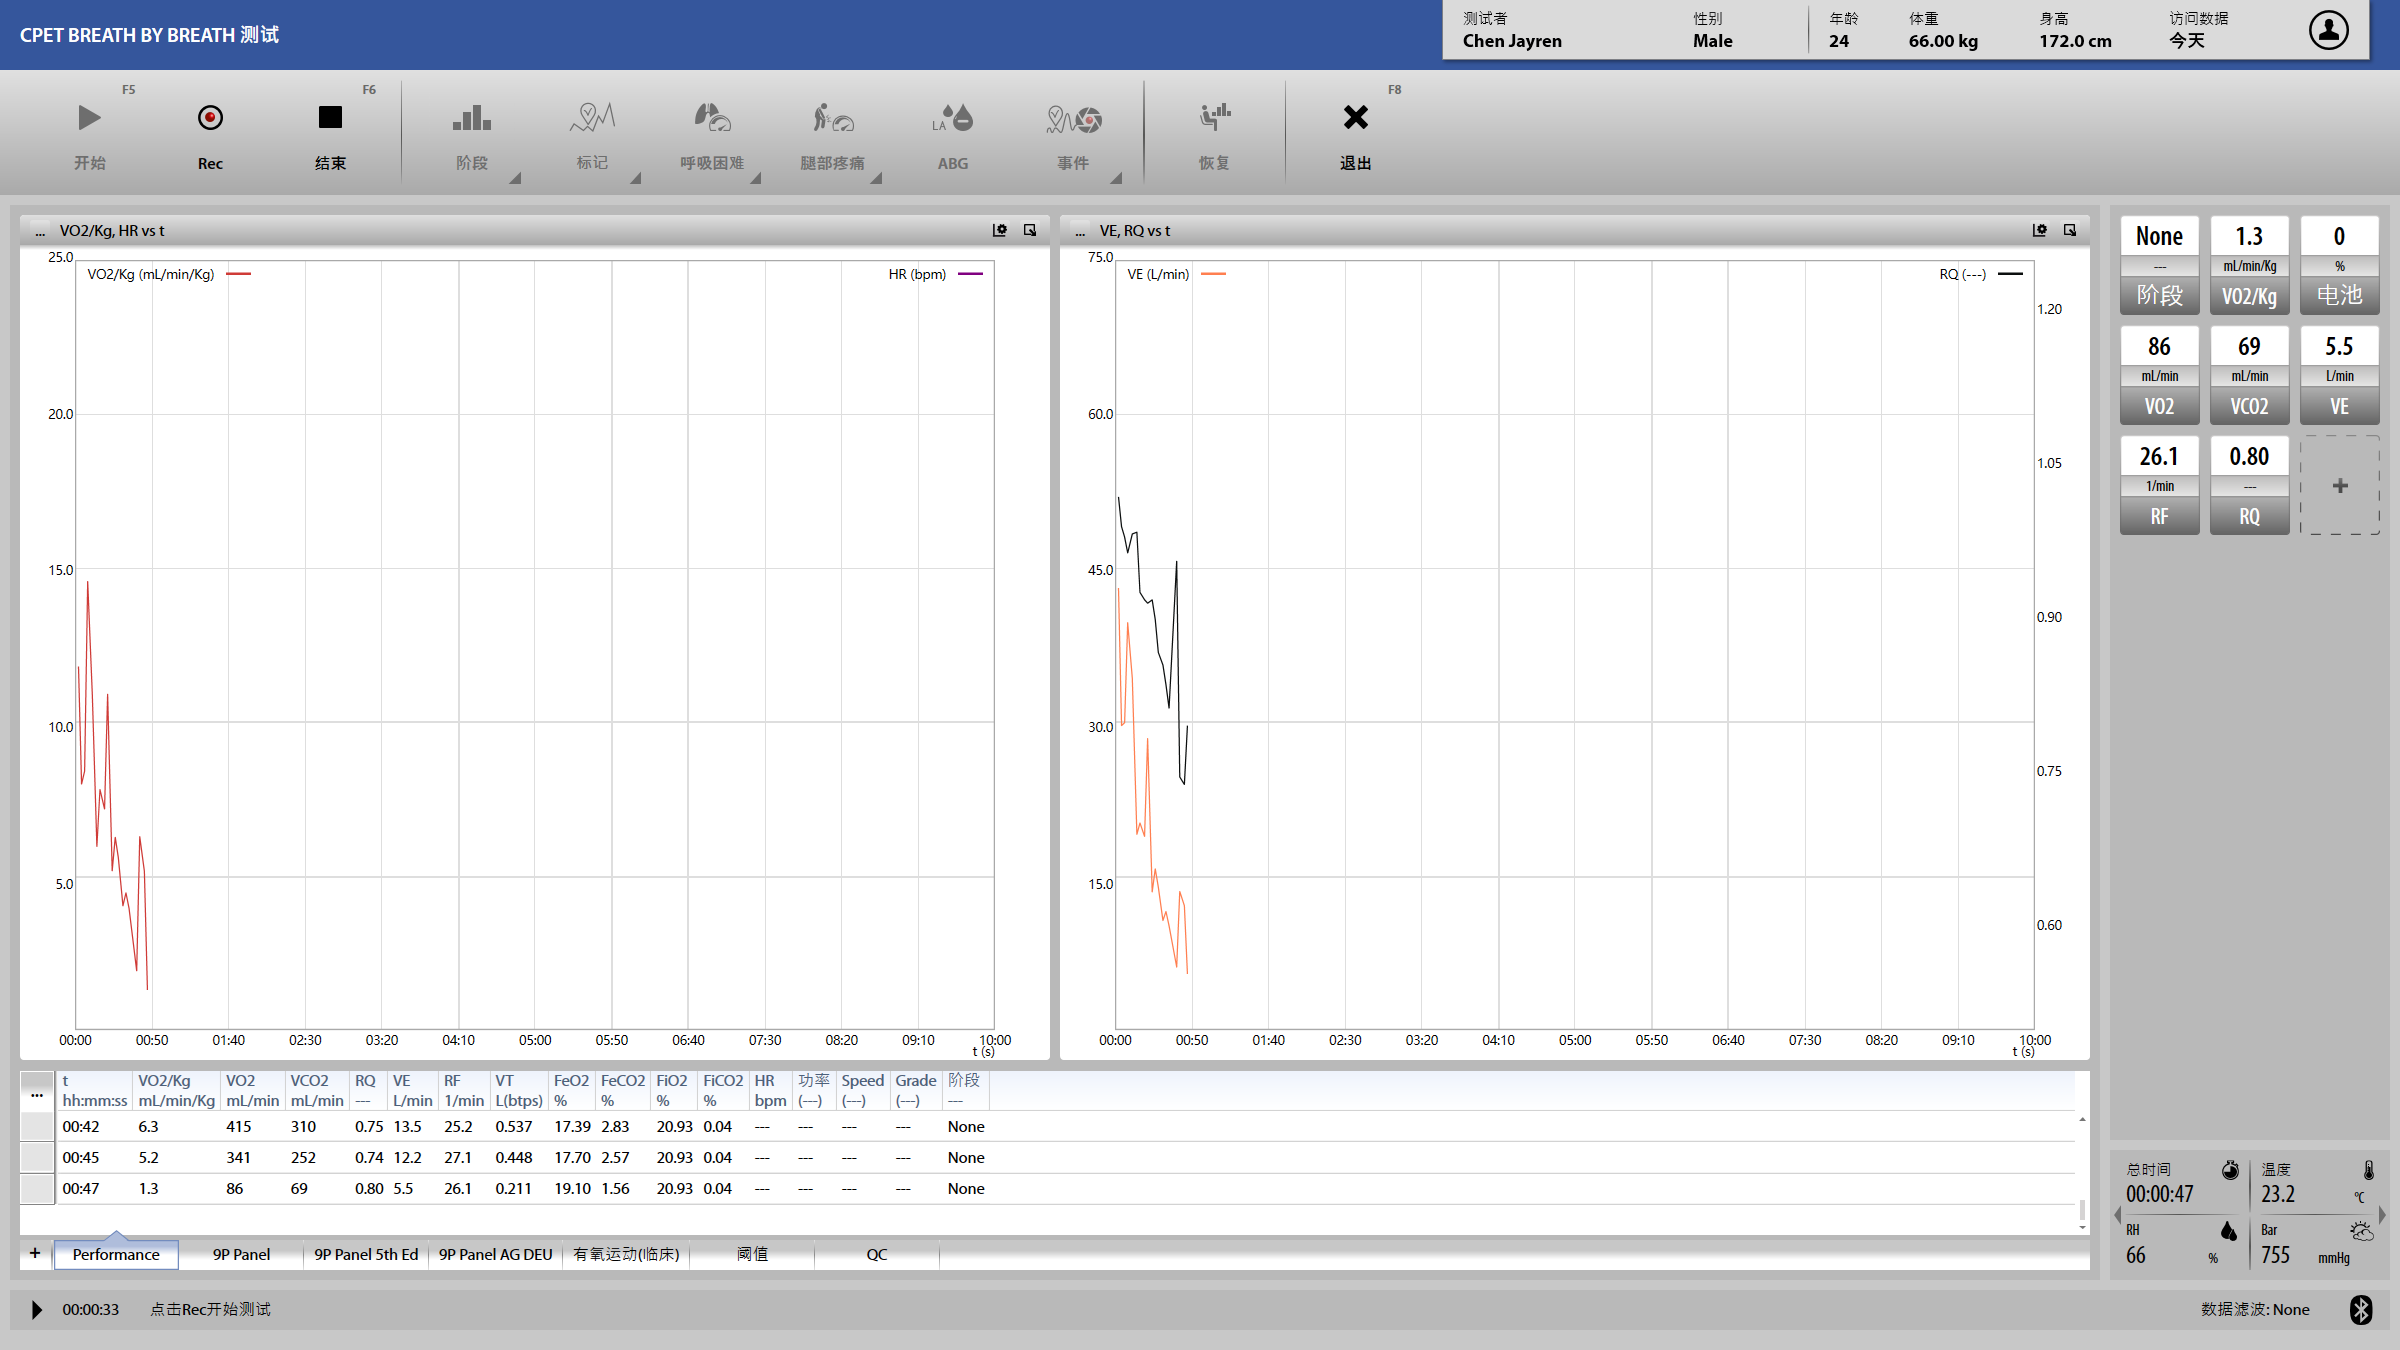 CPET BREATH BY BREATH 测试
测试者 性别 年龄 体重 身高 访问数据
Chen Jayren Male 24 66.00 kg 172.0 cm 今天
F5 F6 F8
开始 Rec 结束 阶段 标记 呼吸困难 腿部疼痛 LA ABG 事件 恢复 退出
... VO2/Kg, HR vs t
25.0
VO2/Kg (mL/min/Kg) HR (bpm)
20.0
15.0
10.0
5.0
00:00 00:50 01:40 02:30 03:20 04:10 05:00 05:50 06:40 07:30 08:20 09:10 10:00
t (s)
... VE, RQ vs t
75.0
VE (L/min) RQ (---)
1.20
60.0
1.05
45.0
0.90
30.0
0.75
15.0
0.60
00:00 00:50 01:40 02:30 03:20 04:10 05:00 05:50 06:40 07:30 08:20 09:10 10:00
t (s)
None 1.3 0
--- mL/min/Kg %
阶段 VO2/Kg 电池
86 69 5.5
mL/min mL/min L/min
VO2 VCO2 VE
26.1 0.80
1/min --- +
RF RQ
... t VO2/Kg VO2 VCO2 RQ VE RF VT FeO2 FeCO2 FiO2 FiCO2 HR 功率 Speed Grade 阶段
hh:mm:ss mL/min/Kg mL/min mL/min --- L/min 1/min L(btps) % % % % bpm (---) (---) (---) ---
00:42 6.3 415 310 0.75 13.5 25.2 0.537 17.39 2.83 20.93 0.04 --- --- --- --- None
00:45 5.2 341 252 0.74 12.2 27.1 0.448 17.70 2.57 20.93 0.04 --- --- --- --- None
00:47 1.3 86 69 0.80 5.5 26.1 0.211 19.10 1.56 20.93 0.04 --- --- --- --- None
+ Performance 9P Panel 9P Panel 5th Ed 9P Panel AG DEU 有氧运动(临床) 阈值 QC
总时间 温度
00:00:47 23.2 °C
RH Bar
66 % 755 mmHg
00:00:33 点击Rec开始测试 数据滤波: None